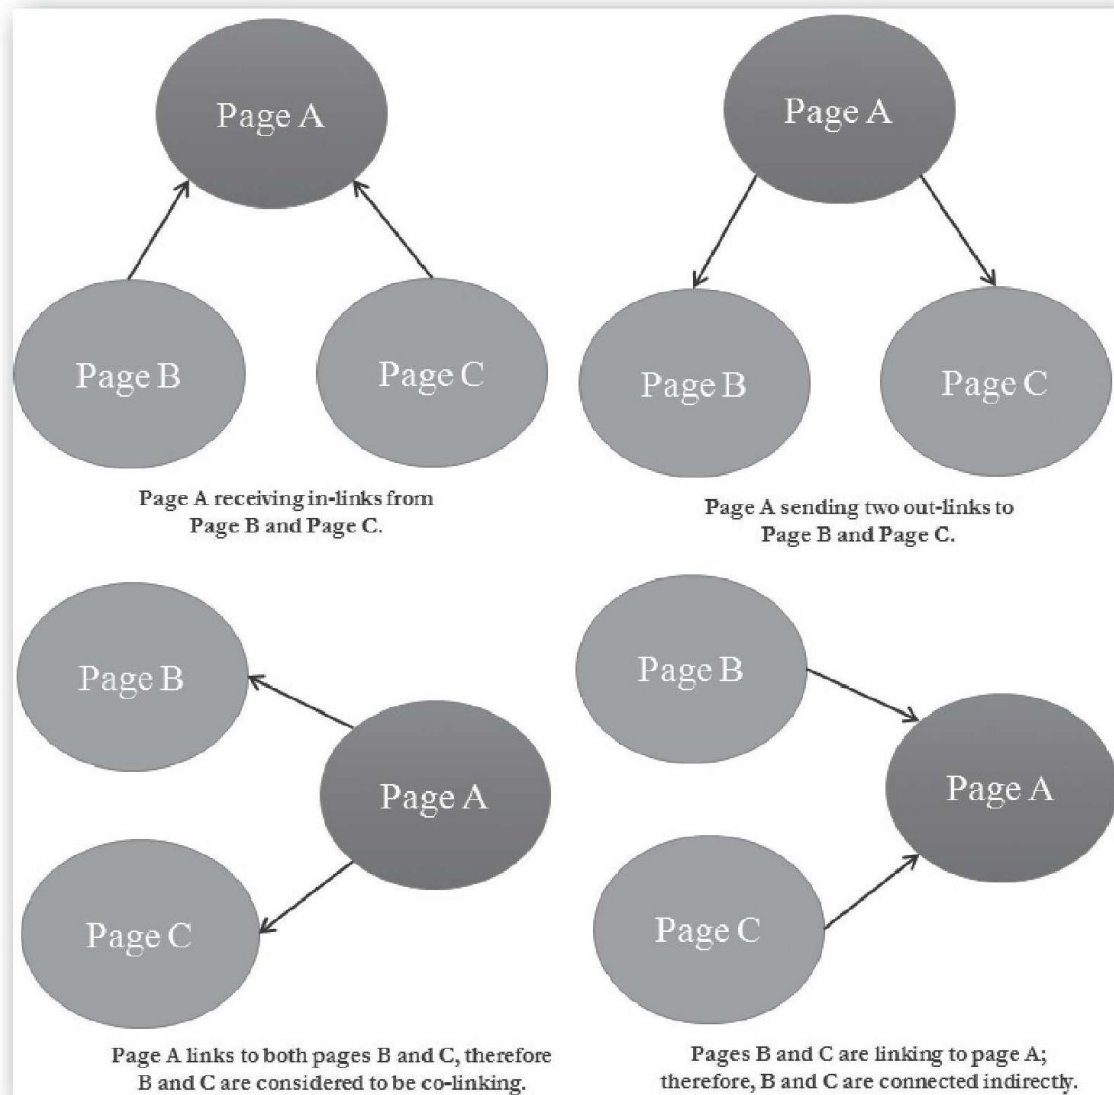 Page A
Page B
Page C
Page A receiving in-links from
Page B and Page C.
Page A
Page B
Page C
Page A sending two out-links to
Page B and Page C.
Page B
Page A
Page C
Page A links to both pages B and C, therefore
B and C are considered to be co-linking.
Page B
Page A
Page C
Pages B and C are linking to page A;
therefore, B and C are connected indirectly.